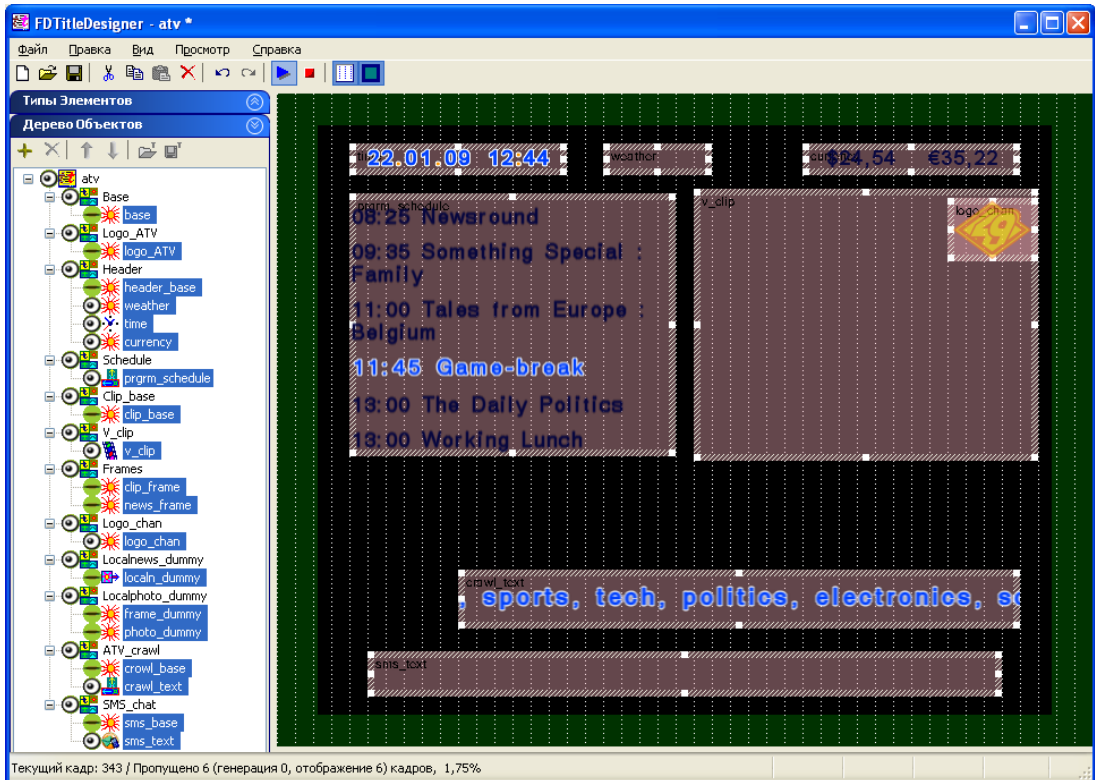 FDTitleDesigner - atv *
Файл Правка Вид Просмотр Справка
Типы Элементов
Дерево Объектов
atv
Base
base
Logo_ATV
logo_ATV
Header
header_base
weather
time
currency
Schedule
prgrm_schedule
Clip_base
clip_base
V_clip
v_clip
Frames
clip_frame
news_frame
Logo_chan
logo_chan
Localnews_dummy
localn_dummy
Localphoto_dummy
frame_dummy
photo_dummy
ATV_crawl
crowl_base
crawl_text
SMS_chat
sms_base
sms_text
22.01.09 12:44
weather
$24,54 €35,22
prgrm_schedule
08:25 Newsround
09:35 Something Special :
Family
11:00 Tales from Europe :
Belgium
11:45 Game-break
13:00 The Daily Politics
13:00 Working Lunch
v_clip
logo_chan
crawl_text
, sports, tech, politics, electronics, sc
sms_text
Текущий кадр: 343 / Пропущено 6 (генерация 0, отображение 6) кадров, 1,75%